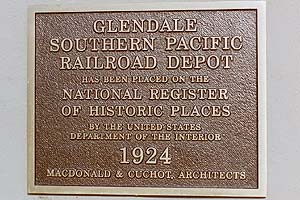 GLENDALE
SOUTHERN PACIFIC
RAILROAD DEPOT
HAS BEEN PLACED ON THE
NATIONAL REGISTER
OF HISTORIC PLACES
BY THE UNITED STATES
DEPARTMENT OF THE INTERIOR
1924
MACDONALD & CUCHOT, ARCHITECTS